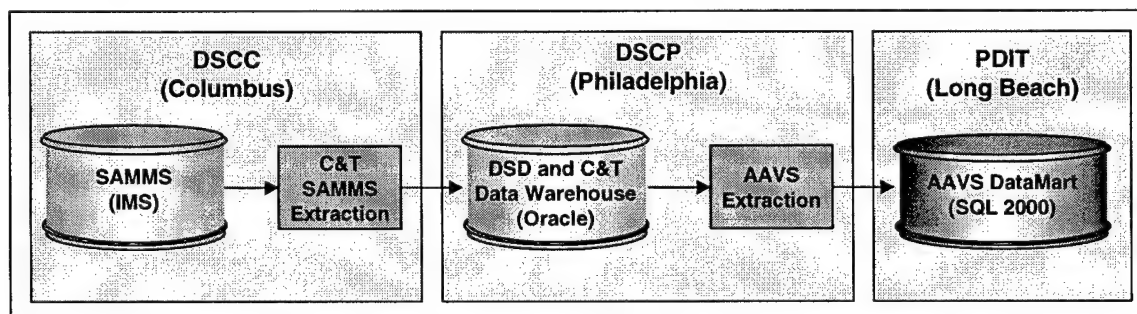 DSCC
(Columbus)
SAMMS
(IMS)
C&T
SAMMS
Extraction
DSCP
(Philadelphia)
DSD and C&T
Data Warehouse
(Oracle)
AAVS
Extraction
PDIT
(Long Beach)
AAVS DataMart
(SQL 2000)